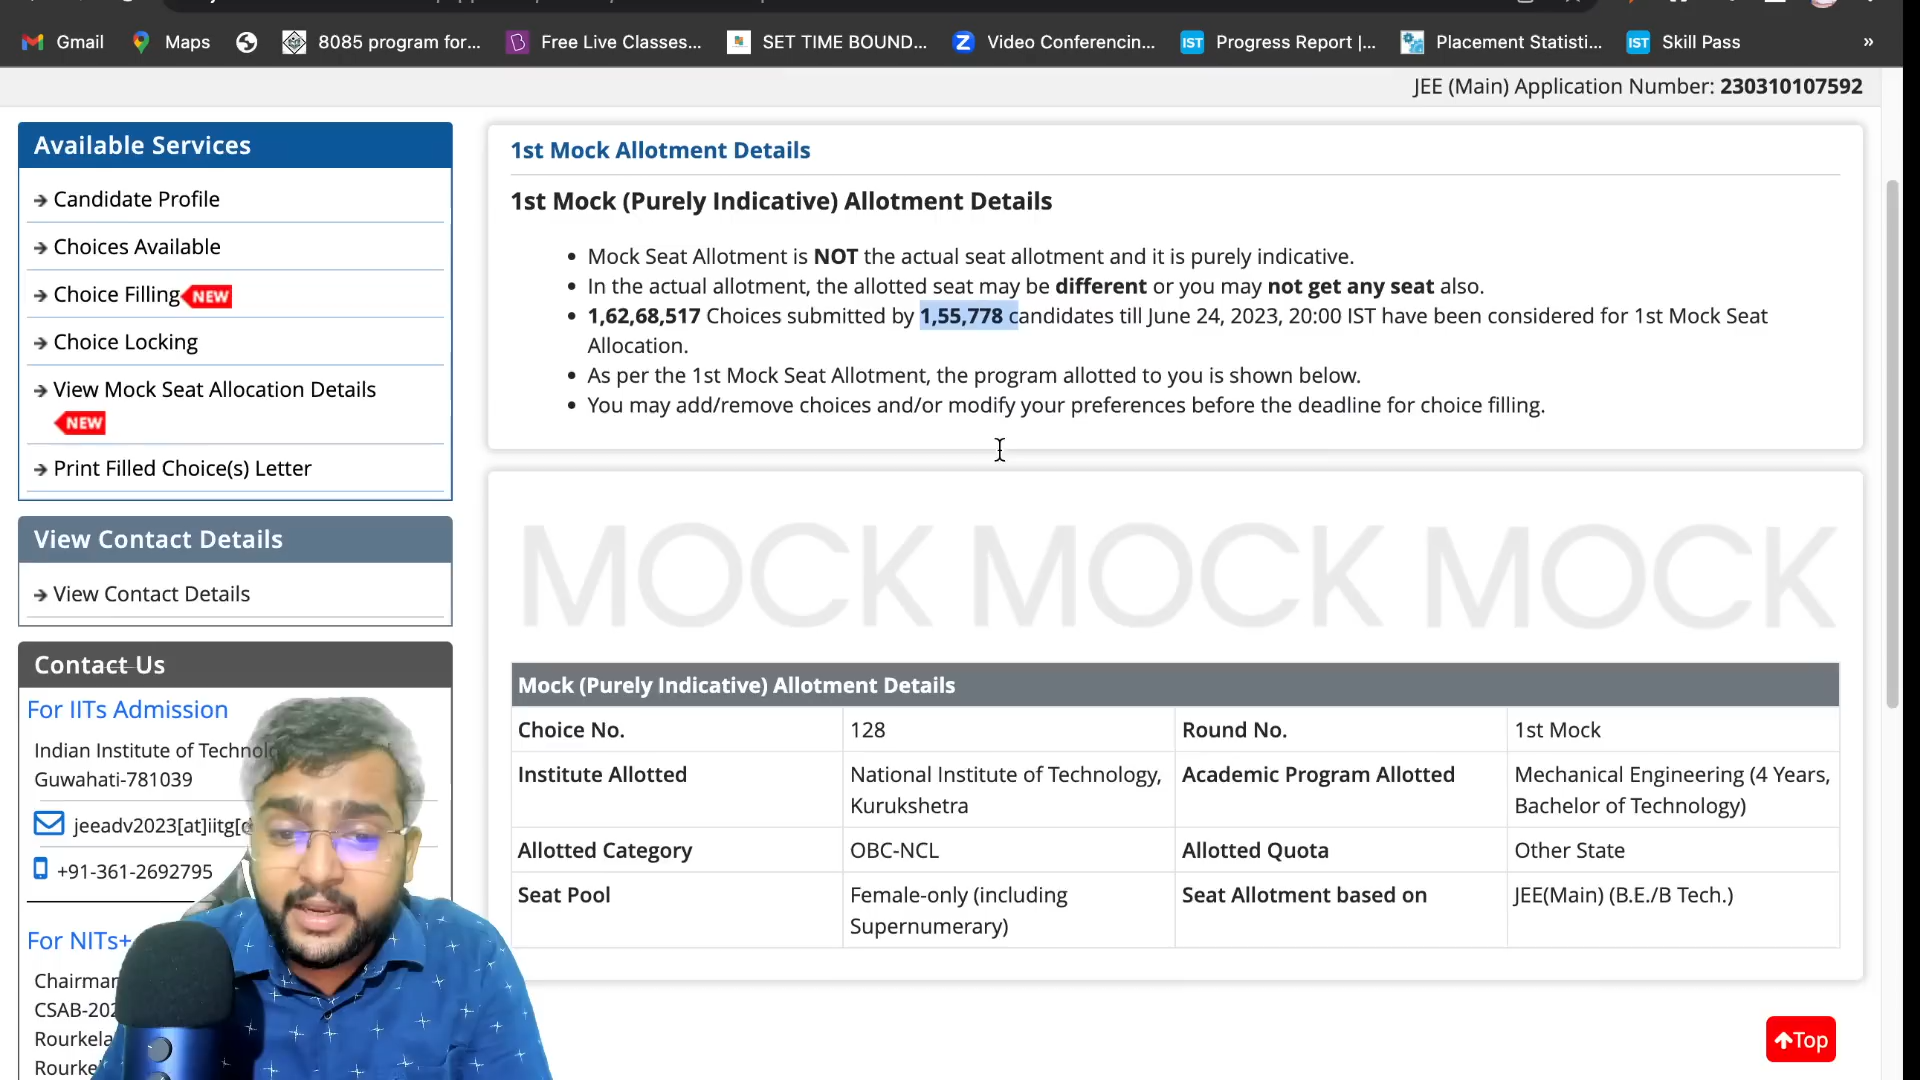 Gmail
Maps
8085 program for...
Free Live Classes...
SET TIME BOUND...
Video Conferencin...
IST Progress Report |...
Placement Statisti...
IST Skill Pass
»
JEE (Main) Application Number: 230310107592
Available Services
Candidate Profile
Choices Available
Choice Filling NEW
Choice Locking
View Mock Seat Allocation Details
NEW
Print Filled Choice(s) Letter
View Contact Details
View Contact Details
Contact Us
For IITs Admission
Indian Institute of
Guwahati-781039
+91-361-2692795
For NITs+
1st Mock Allotment Details
1st Mock (Purely Indicative) Allotment Details
Mock Seat Allotment is NOT the actual seat allotment and it is purely indicative.
In the actual allotment, the allotted seat may be different or you may not get any seat also.
1,62,68,517 Choices submitted by 1,55,778 candidates till June 24, 2023, 20:00 IST have been considered for 1st Mock Seat
Allocation.
As per the 1st Mock Seat Allotment, the program allotted to you is shown below.
You may add/remove choices and/or modify your preferences before the deadline for choice filling.
MOCK MOCK MOCK
Mock (Purely Indicative) Allotment Details
Choice No. 128 Round No. 1st Mock
Institute Allotted National Institute of Technology, Academic Program Allotted Mechanical Engineering (4 Years,
Kurukshetra Bachelor of Technology)
Allotted Category OBC-NCL Allotted Quota Other State
Seat Pool Female-only (including Seat Allotment based on JEE(Main) (B.E./B Tech.)
Supernumerary)
Top